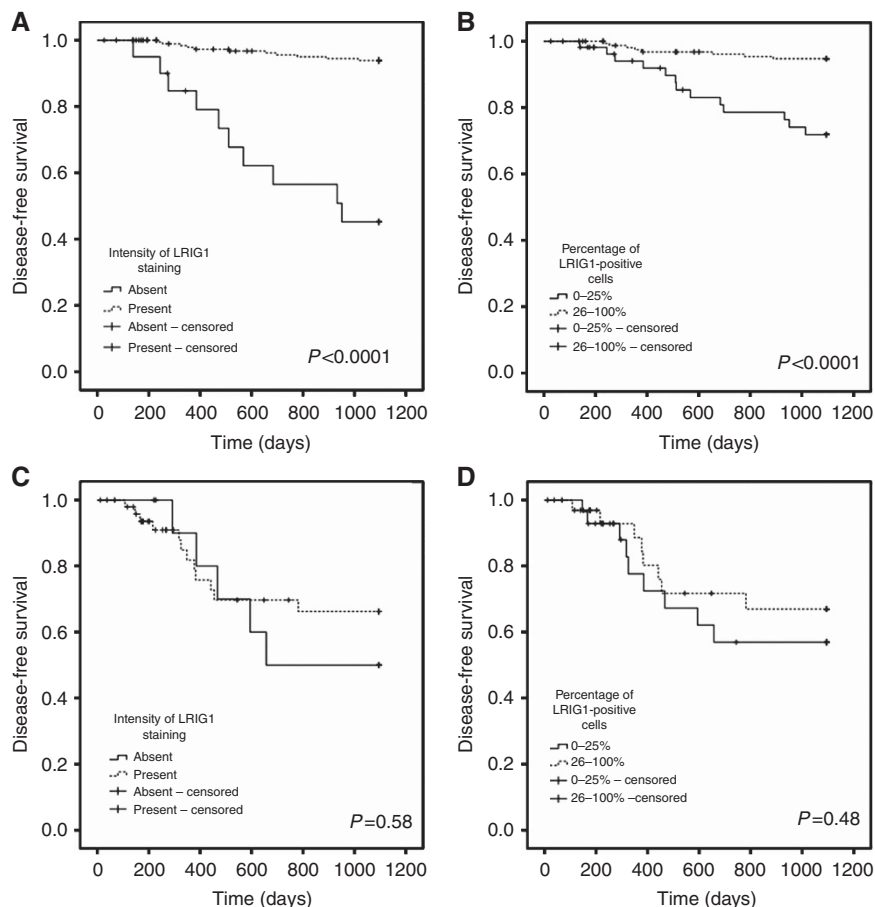 A
Disease-free survival
1.0
0.8
0.6
0.4
0.2
0.0
Intensity of LRIG1
staining
Absent
Present
Absent – censored
Present – censored
P<0.0001
0 200 400 600 800 1000 1200
Time (days)
B
Disease-free survival
1.0
0.8
0.6
0.4
0.2
0.0
Percentage of
LRIG1-positive
cells
0–25%
26–100%
0–25% – censored
26–100% – censored
P<0.0001
0 200 400 600 800 1000 1200
Time (days)
C
Disease-free survival
1.0
0.8
0.6
0.4
0.2
0.0
Intensity of LRIG1
staining
Absent
Present
Absent – censored
Present – censored
P=0.58
0 200 400 600 800 1000 1200
Time (days)
D
Disease-free survival
1.0
0.8
0.6
0.4
0.2
0.0
Percentage of
LRIG1-positive
cells
0–25%
26–100%
0–25% – censored
26–100% –censored
P=0.48
0 200 400 600 800 1000 1200
Time (days)